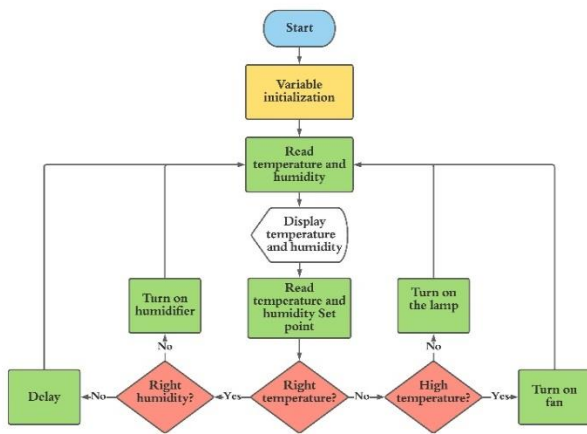 Start
Variable
initialization
Read
temperature and
humidity
Display
temperature
and humidity
Read
temperature and
humidity Set
point
Turn on
humidifier
Turn on
the lamp
No
No
Delay
No
Right
humidity?
Yes
Right
temperature?
No
High
temperature?
Yes
Turn on
fan